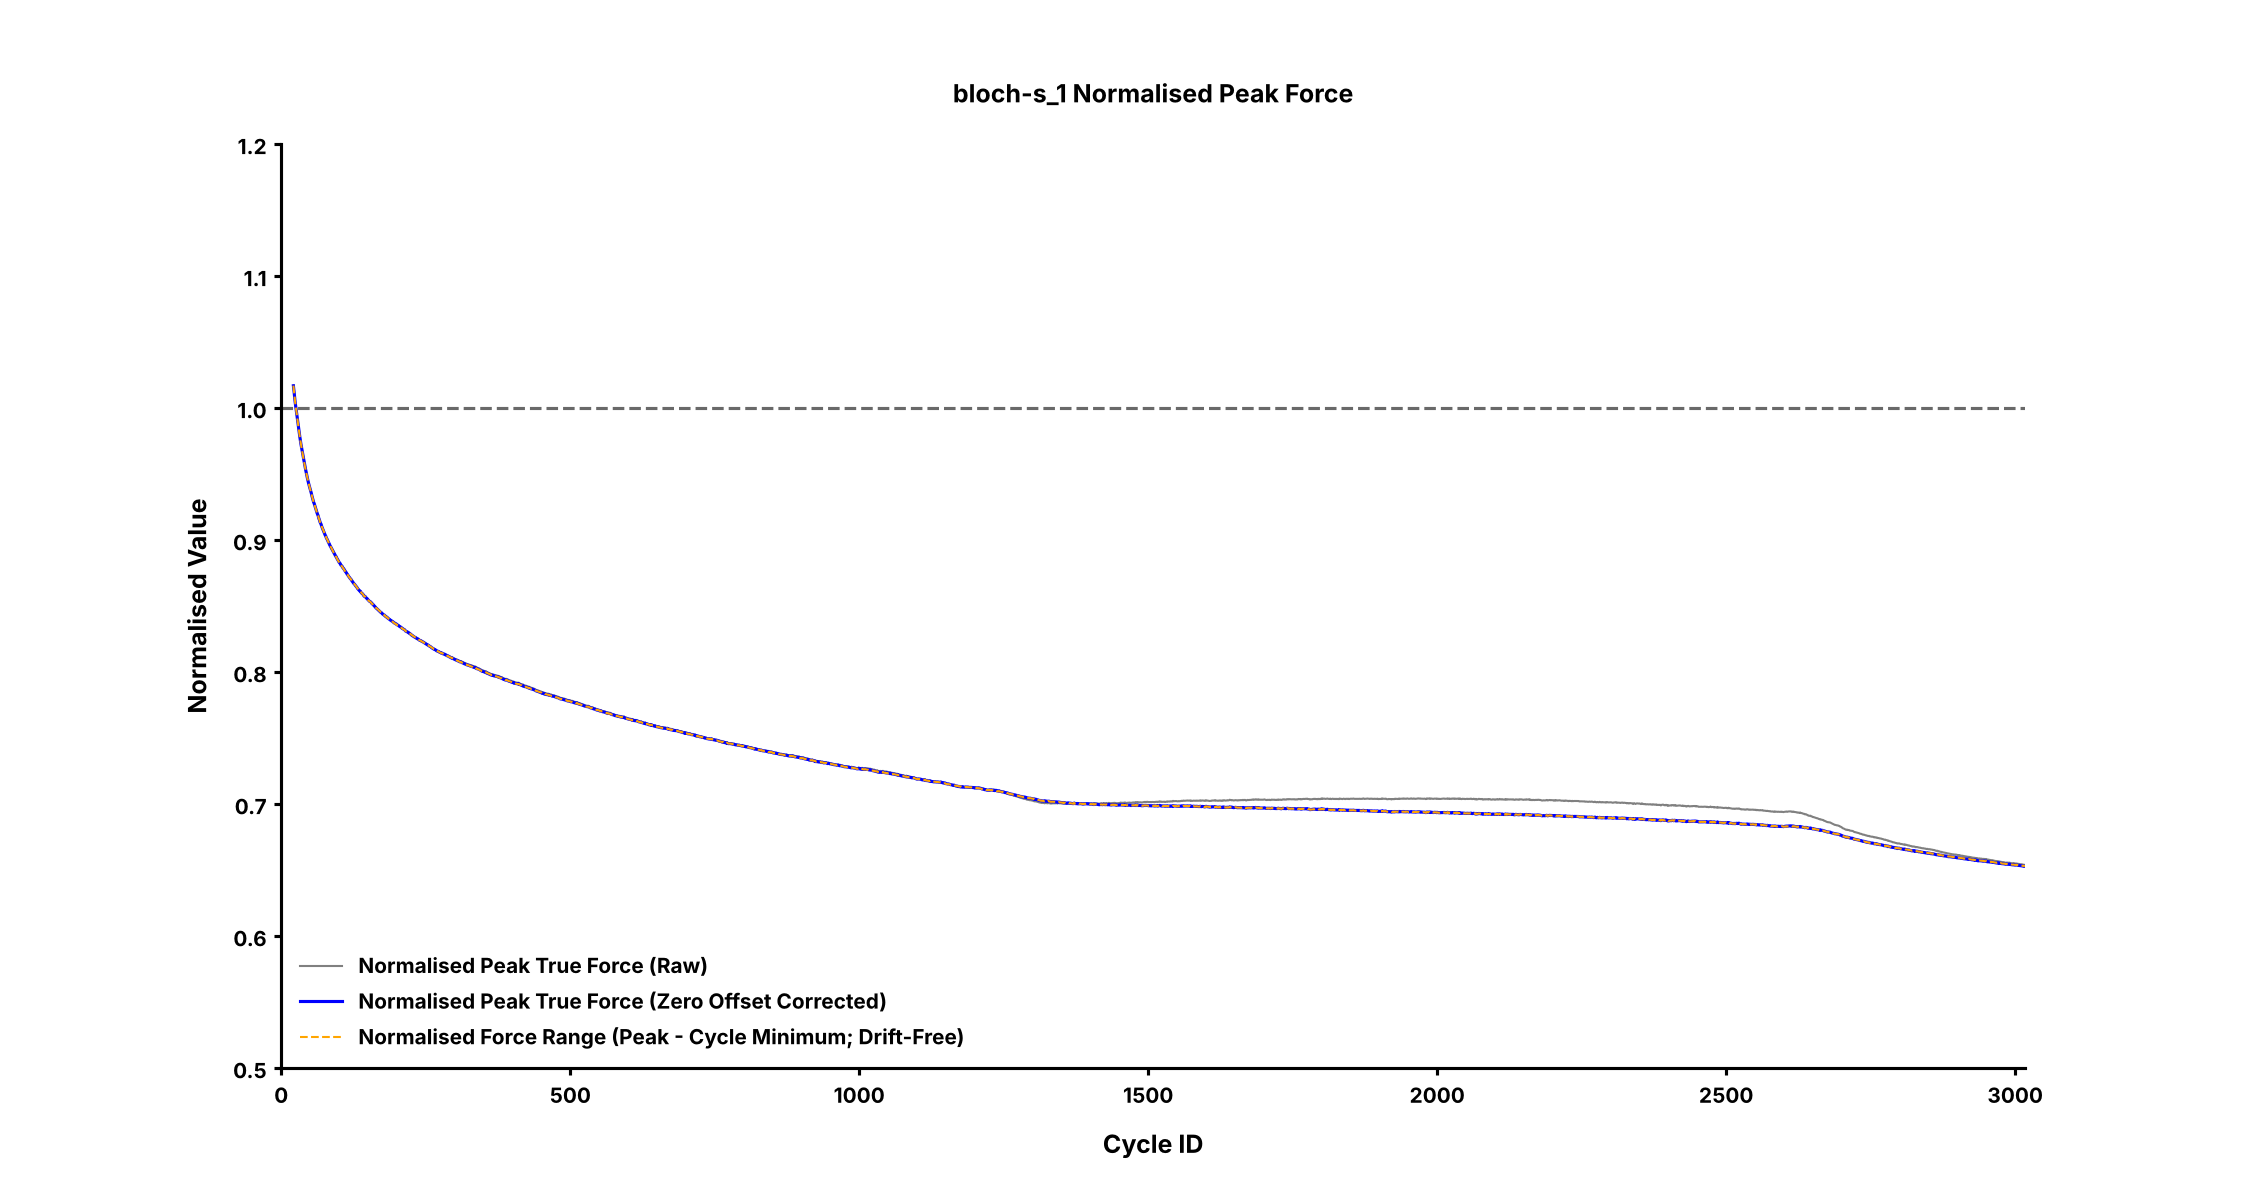 bloch-s_1 Normalised Peak Force
1.2
1.1
1.0
0.9
0.8
0.7
0.6
0.5
Normalised Value
Normalised Peak True Force (Raw)
Normalised Peak True Force (Zero Offset Corrected)
Normalised Force Range (Peak - Cycle Minimum; Drift-Free)
0 500 1000 1500 2000 2500 3000
Cycle ID